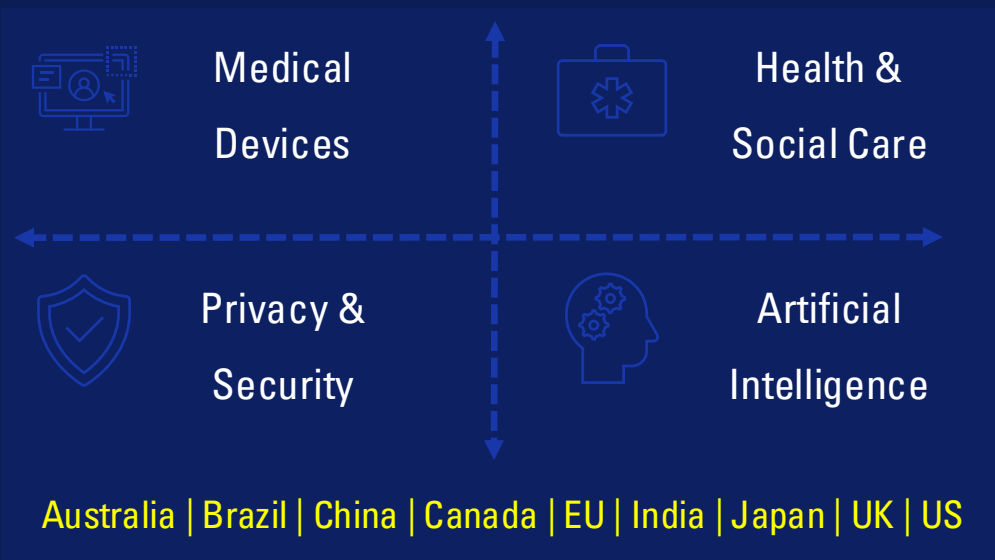 Medical
Devices
Health &
Social Care
Privacy &
Security
Artificial
Intelligence
Australia | Brazil | China | Canada | EU | India | Japan | UK | US